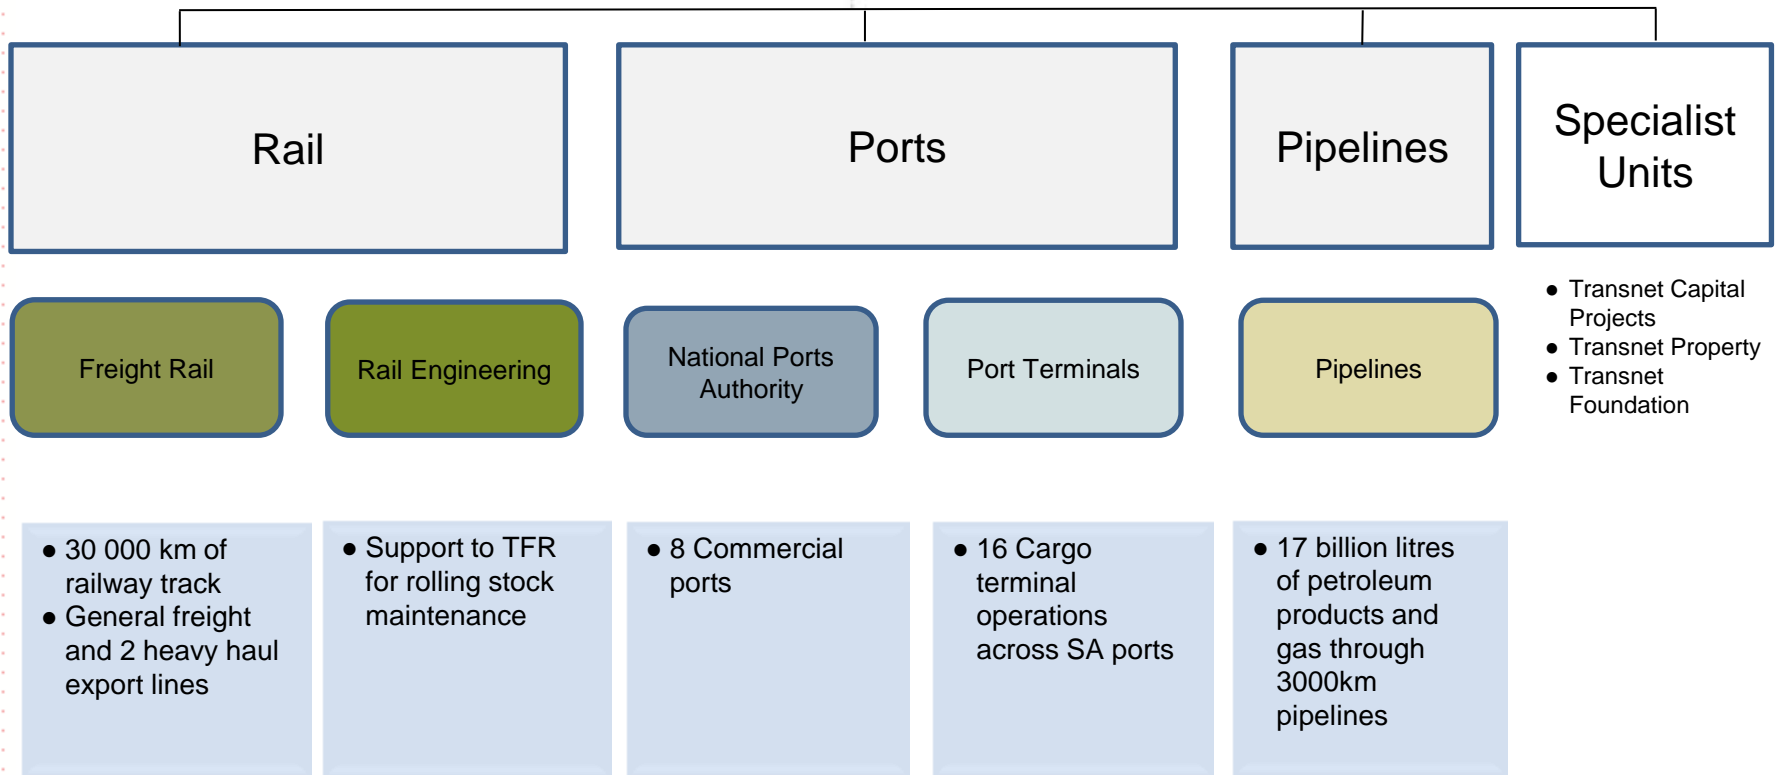 Rail
Ports
Pipelines
Specialist
Units
Freight Rail
Rail Engineering
National Ports
Authority
Port Terminals
Pipelines
● Transnet Capital
Projects
● Transnet Property
● Transnet
Foundation
● 30 000 km of
railway track
● General freight
and 2 heavy haul
export lines
● Support to TFR
for rolling stock
maintenance
● 8 Commercial
ports
● 16 Cargo
terminal
operations
across SA ports
● 17 billion litres
of petroleum
products and
gas through
3000km
pipelines